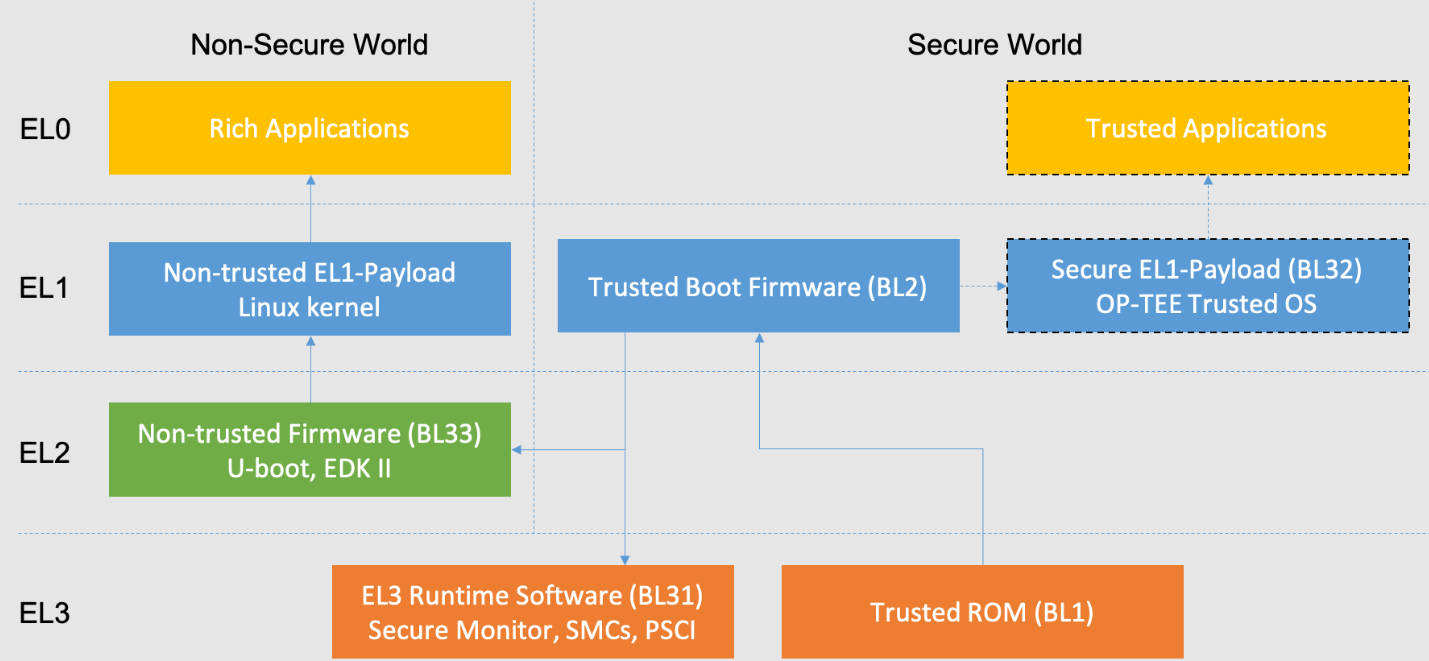 Non-Secure World
Secure World
EL0
Rich Applications
Trusted Applications
EL1
Non-trusted EL1-Payload
Linux kernel
Trusted Boot Firmware (BL2)
Secure EL1-Payload (BL32)
OP-TEE Trusted OS
EL2
Non-trusted Firmware (BL33)
U-boot, EDK II
EL3
EL3 Runtime Software (BL31)
Secure Monitor, SMCs, PSCI
Trusted ROM (BL1)